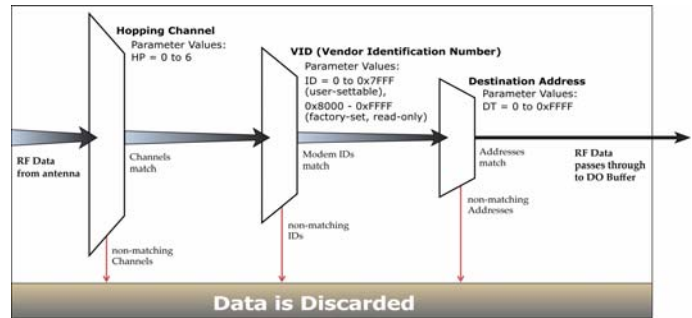 Hopping Channel
Parameter Values:
HP = 0 to 6
VID (Vendor Identification Number)
Parameter Values:
ID = 0 to 0x7FFF
(user-settable),
0x8000 - 0xFFFF
(factory-set, read-only)
Destination Address
Parameter Values:
DT = 0 to 0xFFFF
RF Data
from antenna
Channels
match
Modem IDs
match
Addresses
match
RF Data
passes through
to DO Buffer
non-matching
Channels
non-matching
IDs
non-matching
Addresses
Data is Discarded